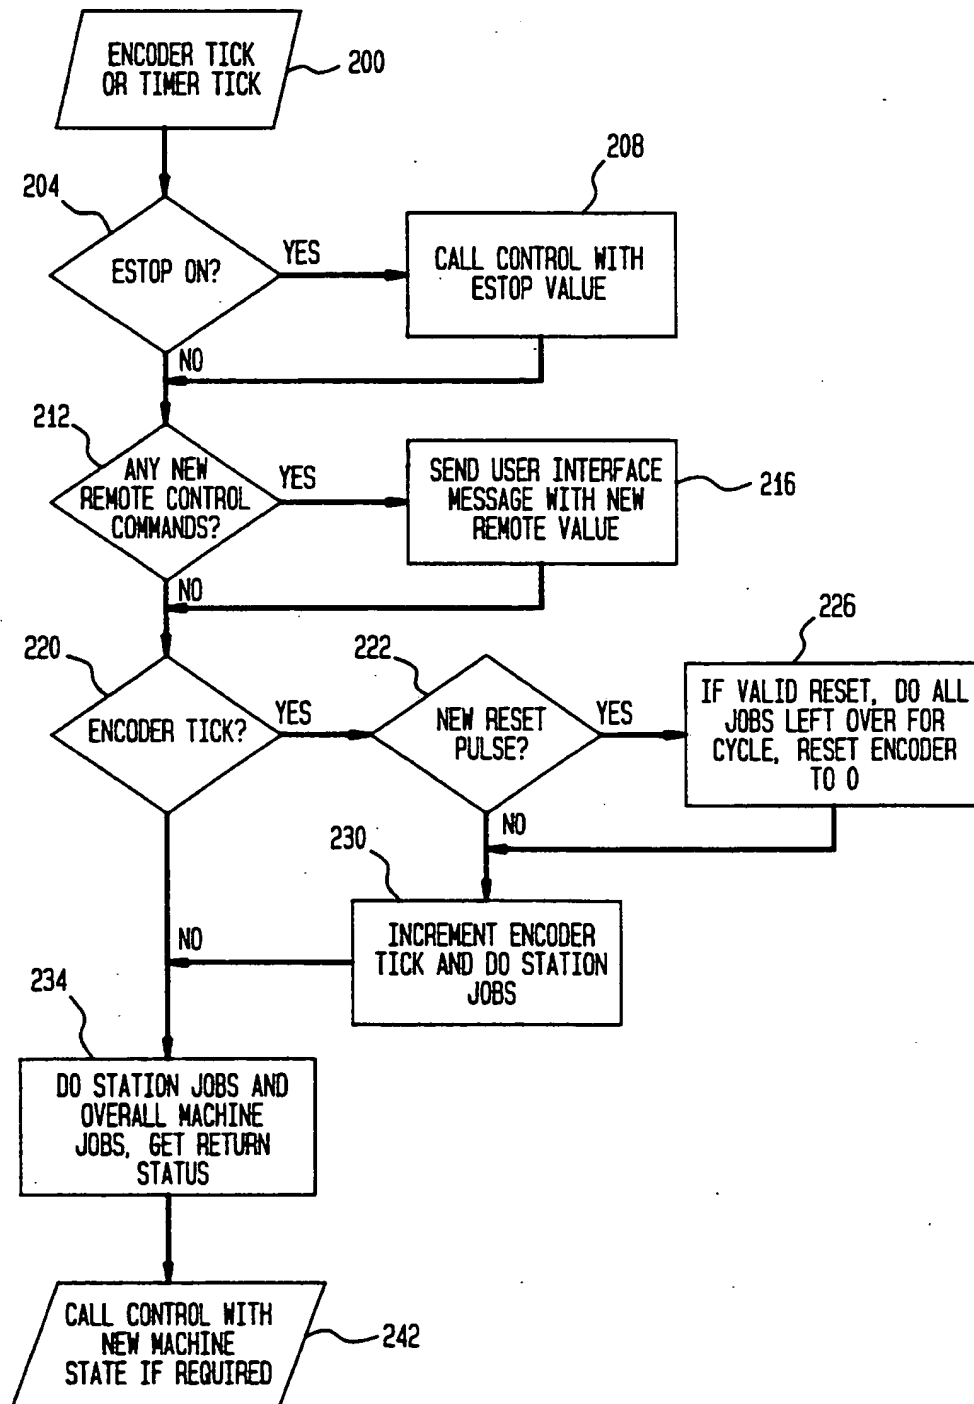 ENCODER TICK
OR TIMER TICK
200
204
208
ESTOP ON?
YES
CALL CONTROL WITH
ESTOP VALUE
NO
212
ANY NEW
REMOTE CONTROL
COMMANDS?
YES
SEND USER INTERFACE
MESSAGE WITH NEW
REMOTE VALUE
216
NO
220
ENCODER TICK?
YES
222
NEW RESET
PULSE?
YES
226
IF VALID RESET, DO ALL
JOBS LEFT OVER FOR
CYCLE, RESET ENCODER
TO 0
NO
230
INCREMENT ENCODER
TICK AND DO STATION
JOBS
NO
234
DO STATION JOBS AND
OVERALL MACHINE
JOBS, GET RETURN
STATUS
CALL CONTROL WITH
NEW MACHINE
STATE IF REQUIRED
242